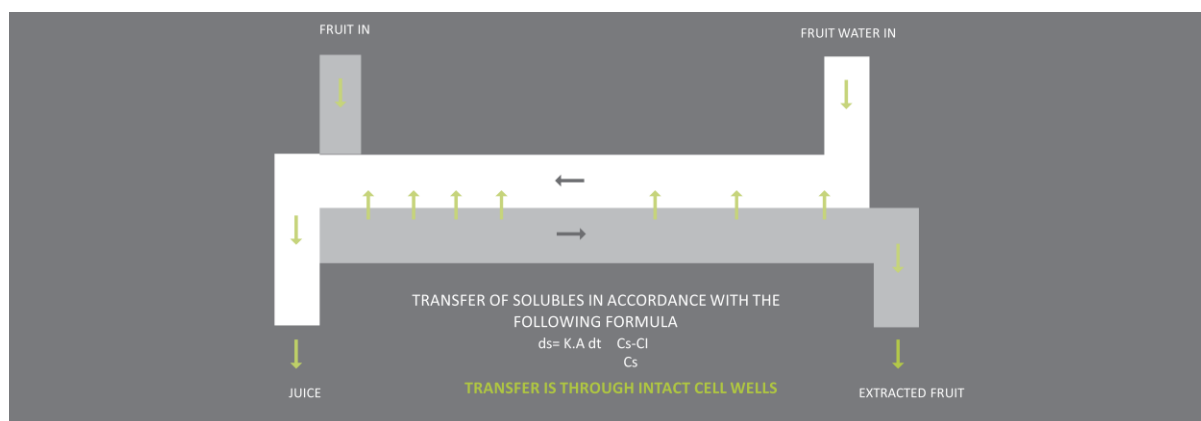 FRUIT IN
FRUIT WATER IN
TRANSFER OF SOLUBLES IN ACCORDANCE WITH THE
FOLLOWING FORMULA
ds= K.A dt Cs-CI
Cs
TRANSFER IS THROUGH INTACT CELL WELLS
JUICE
EXTRACTED FRUIT